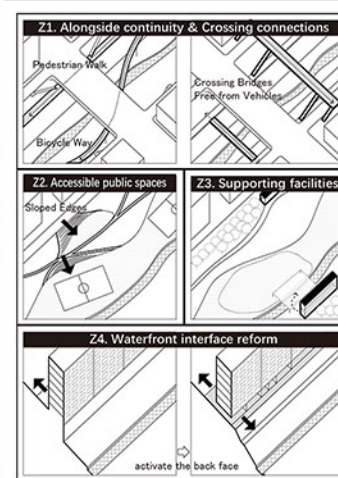 Z1. Alongside continuity & Crossing connections
Pedestrian Walk
Crossing Bridges
Free from Vehicles
Bicycle Way
Z2. Accessible public spaces
Sloped Edges
Z3. Supporting facilities
Z4. Waterfront interface reform
activate the back face